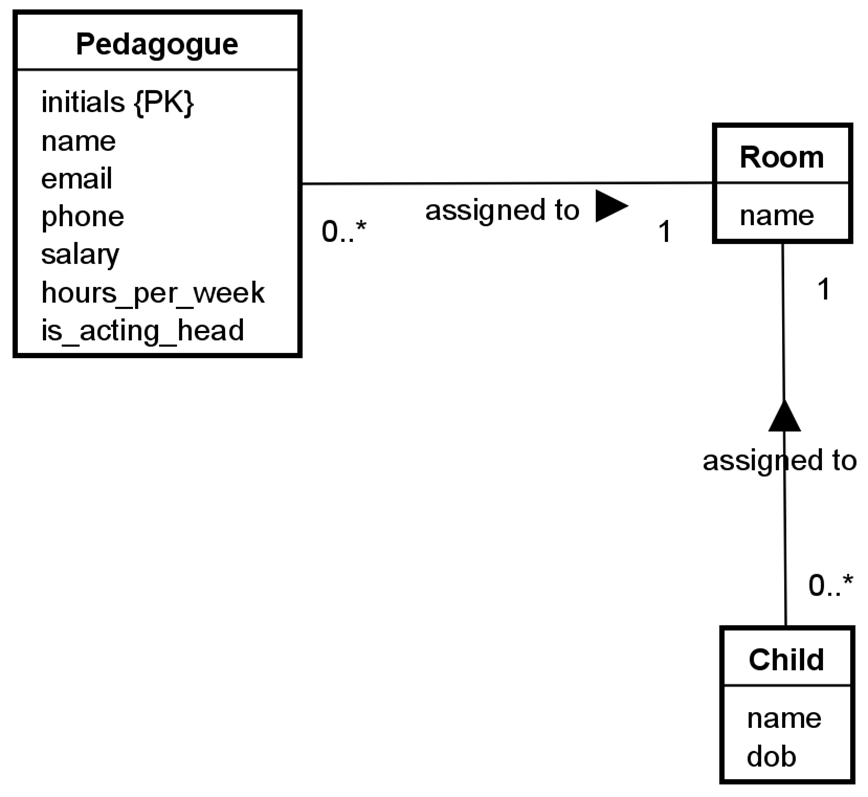 Pedagogue
initials {PK}
name
email
phone
salary
hours_per_week
is_acting_head
0..*
assigned to
1
Room
name
1
assigned to
0..*
Child
name
dob